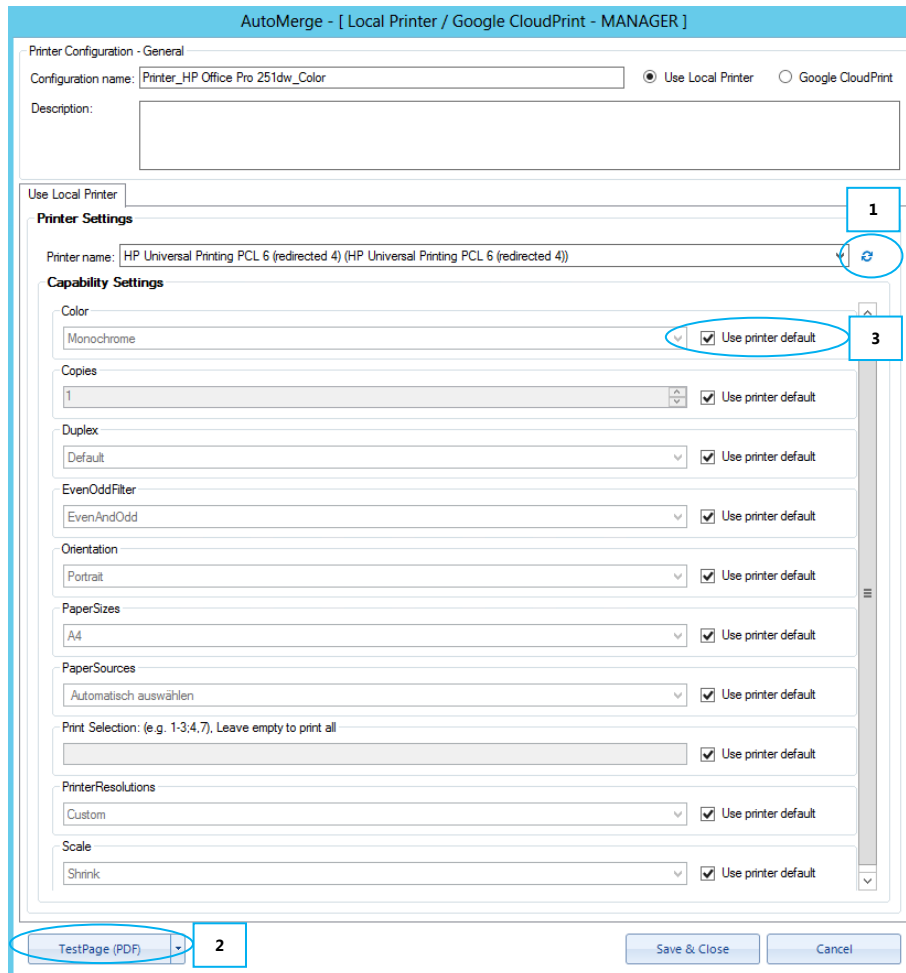 AutoMerge - [ Local Printer / Google CloudPrint - MANAGER ]
Printer Configuration - General
Configuration name: Printer_HP Office Pro 251dw_Color Use Local Printer Google CloudPrint
Description:
Use Local Printer
1
Printer Settings
Printer name: HP Universal Printing PCL 6 (redirected 4) (HP Universal Printing PCL 6 (redirected 4))
Capability Settings
Color
Monochrome Use printer default 3
Copies
1 Use printer default
Duplex
Default Use printer default
EvenOddFilter
EvenAndOdd Use printer default
Orientation
Portrait Use printer default
PaperSizes
A4 Use printer default
PaperSources
Automatisch auswählen Use printer default
Print Selection: (e.g. 1-3;4,7), Leave empty to print all
Use printer default
PrinterResolutions
Custom Use printer default
Scale
Shrink Use printer default
TestPage (PDF) 2 Save & Close Cancel